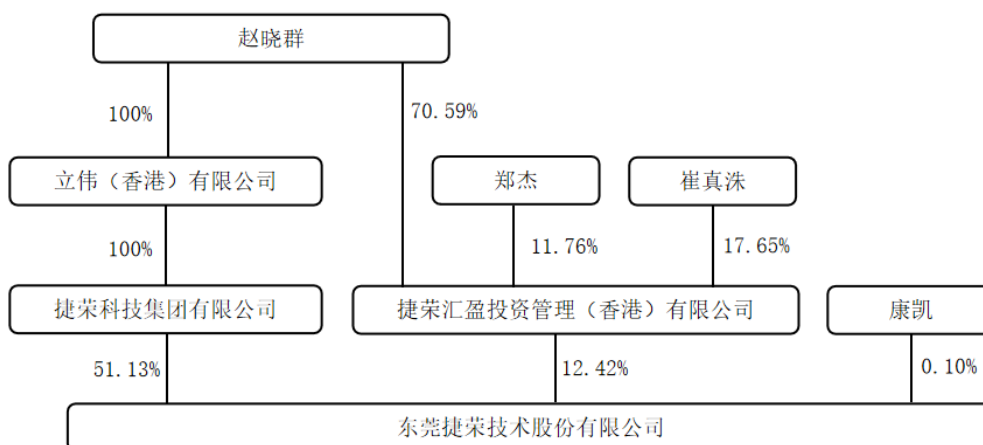 赵晓群
100%
70.59%
立伟（香港）有限公司
郑杰
崔真洙
100%
11.76%
17.65%
捷荣科技集团有限公司
捷荣汇盈投资管理（香港）有限公司
康凯
51.13%
12.42%
0.10%
东莞捷荣技术股份有限公司